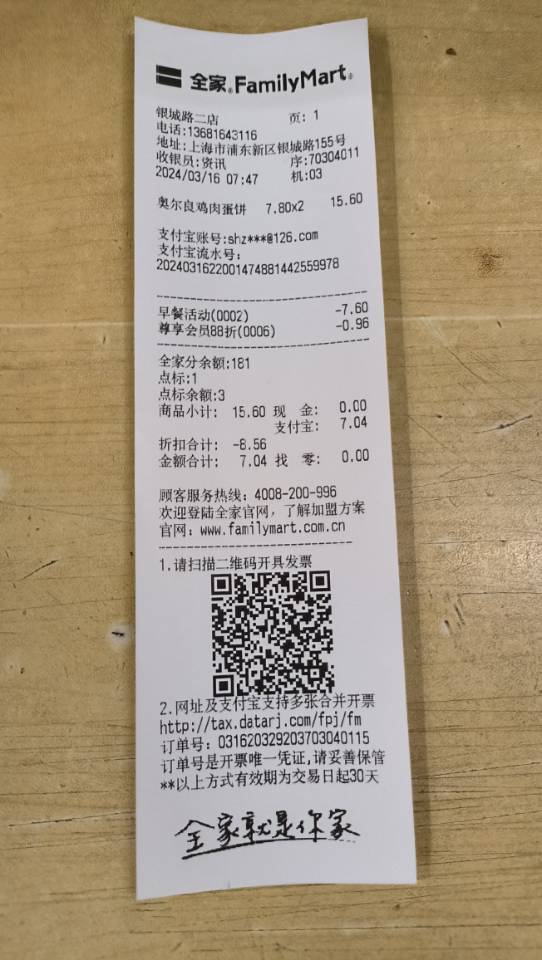 全家®FamilyMart®
银城路二店 页: 1
电话:13681643116
地址:上海市浦东新区银城路155号
收银员:资讯 序:70304011
2024/03/16 07:47 机:03
奥尔良鸡肉蛋饼 7.80x2 15.60
支付宝账号:shz***@126.com
支付宝流水号:
2024031622001474881442559978
早餐活动(0002) -7.60
尊享会员88折(0006) -0.96
全家分余额:181
点标:1
点标余额:3
商品小计: 15.60 现 金: 0.00
支付宝: 7.04
折扣合计: -8.56
金额合计: 7.04 找 零: 0.00
顾客服务热线: 4008-200-996
欢迎登陆全家官网,了解加盟方案
官网: www.familymart.com.cn
1.请扫描二维码开具发票
2.网址及支付宝支持多张合并开票
http://tax.datarj.com/fpj/fm
订单号: 031620329203703040115
订单号是开票唯一凭证,请妥善保管
**以上方式有效期为交易日起30天
全家就是你家